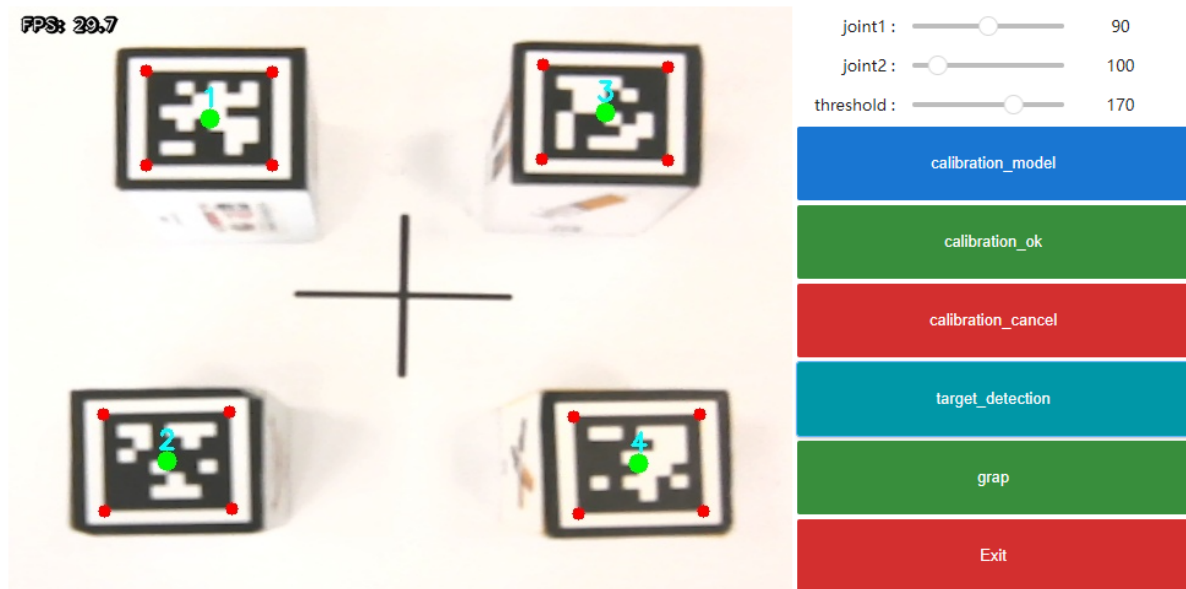 FPS: 29.7
joint1 : 90
joint2 : 100
threshold : 170
1
3
2
4
calibration_model
calibration_ok
calibration_cancel
target_detection
grap
Exit